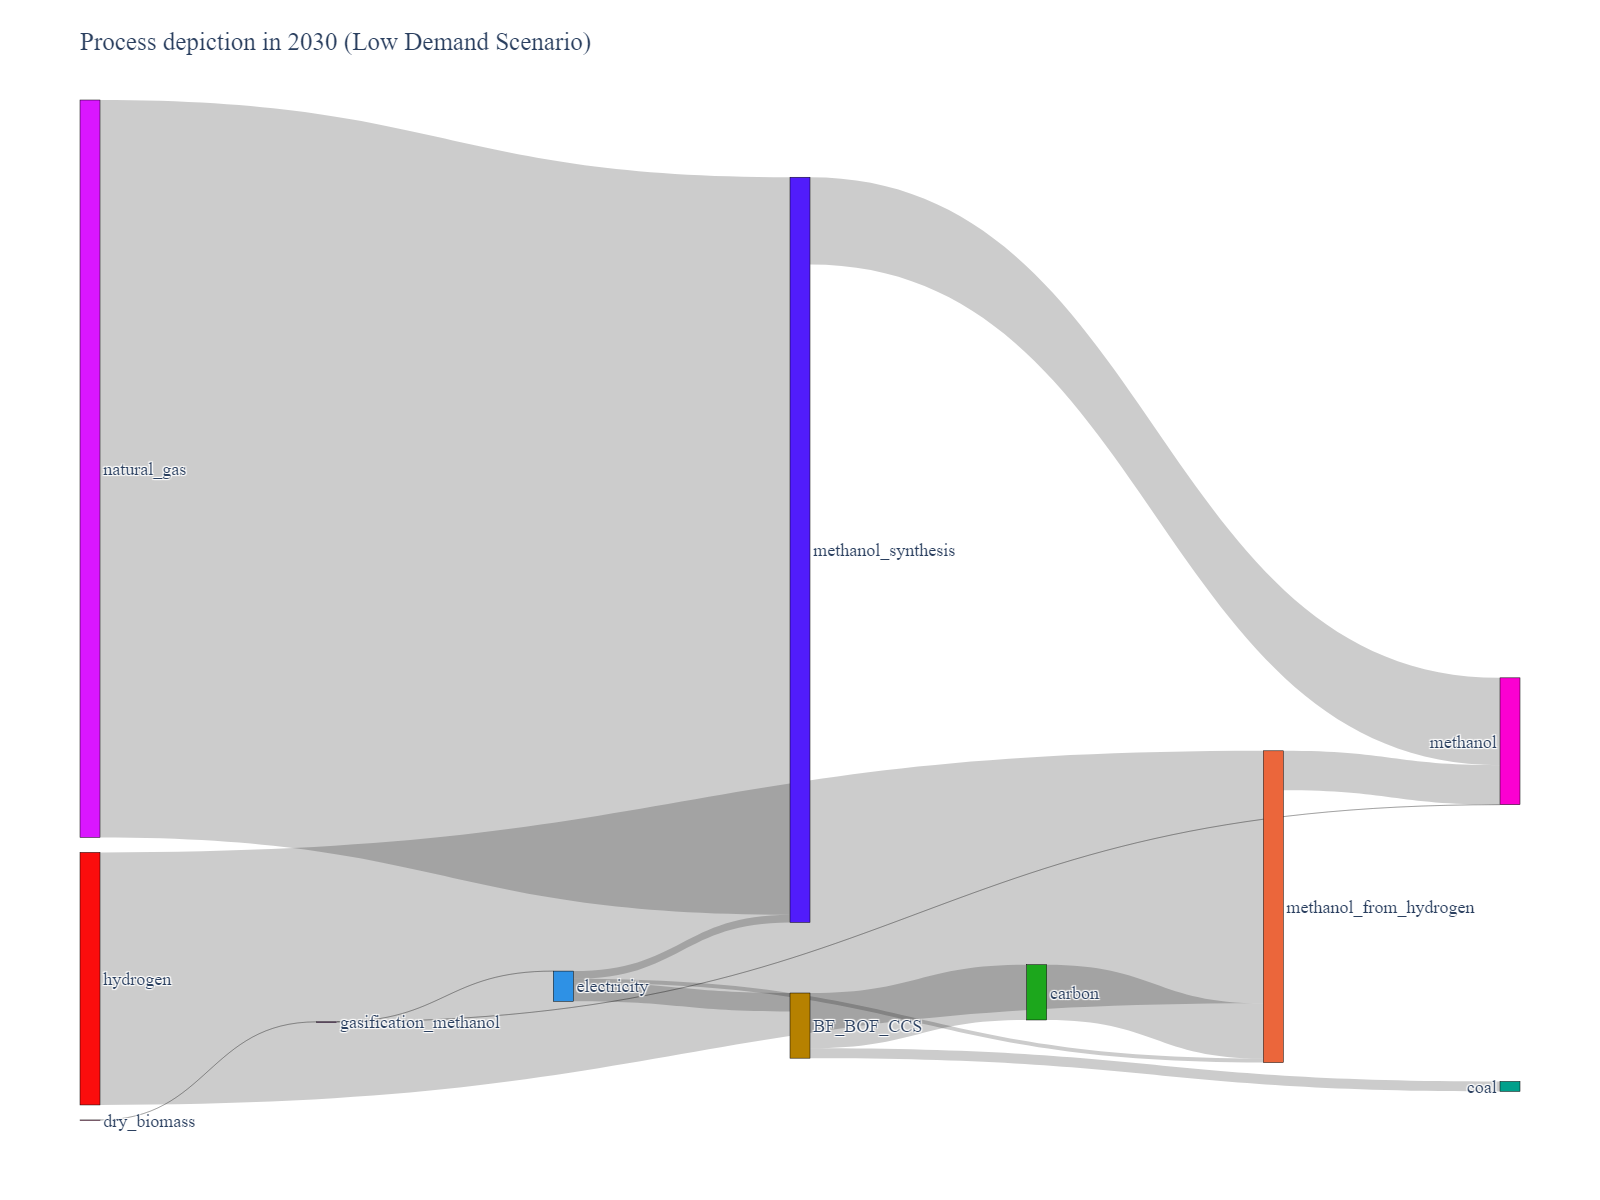 Process depiction in 2030 (Low Demand Scenario)
natural_gas
methanol_synthesis
methanol
methanol_from_hydrogen
hydrogen
electricity
carbon
gasification_methanol
BF_BOF_CCS
coal
dry_biomass